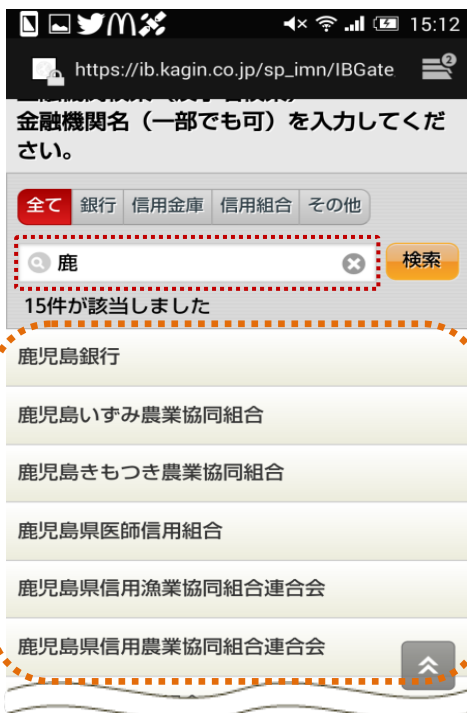 15:12
https://ib.kagin.co.jp/sp_imn/IBGate
2
金融機関名（一部でも可）を入力してくだ
さい。
全て 銀行 信用金庫 信用組合 その他
鹿 検索
15件が該当しました
鹿児島銀行
鹿児島いずみ農業協同組合
鹿児島きもつき農業協同組合
鹿児島県医師信用組合
鹿児島県信用漁業協同組合連合会
鹿児島県信用農業協同組合連合会